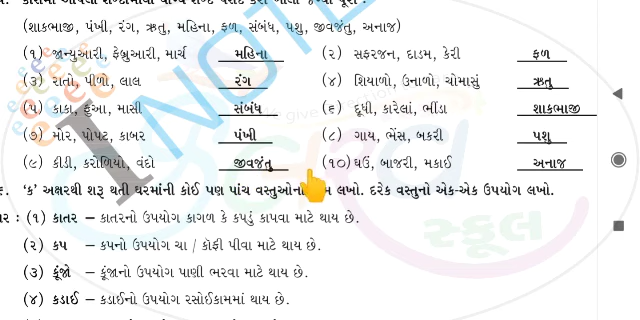 (શાકભાજી, પંખી, રંગ, ઋતુ, મહિના, ફળ, સંબંધ, પશુ, જીવજંતુ, અનાજ)
(૧) જાન્યુઆરી, ફેબ્રુઆરી, માર્ચ મહિના (૨) સફરજન, દાડમ, કેરી ફળ
(૩) રાતો, પીળો, લાલ રંગ (૪) શિયાળો, ઉનાળો, ચોમાસું ઋતુ
(૫) કાકા, ફુઆ, માસી સંબંધ (૬) દૂધી, કારેલાં, ભીંડા શાકભાજી
(૭) મોર, પોપટ, કાબર પંખી (૮) ગાય, ભેંસ, બકરી પશુ
(૯) કીડી, કરોળિયો, વંદો જીવજંતુ (૧૦) ઘઉં, બાજરી, મકાઈ અનાજ
‘ક’ અક્ષરથી શરૂ થતી ઘરમાંની કોઈ પણ પાંચ વસ્તુઓનાં લખો. દરેક વસ્તુનો એક-એક ઉપયોગ લખો.
(૧) કાતર – કાતરનો ઉપયોગ કાગળ કે કપડું કાપવા માટે થાય છે.
(૨) કપ – કપનો ઉપયોગ ચા / કોફી પીવા માટે થાય છે.
(૩) કૂંજો – કૂંજાનો ઉપયોગ પાણી ભરવા માટે થાય છે.
(૪) કડાઈ – કડાઈનો ઉપયોગ રસોઈકામમાં થાય છે.